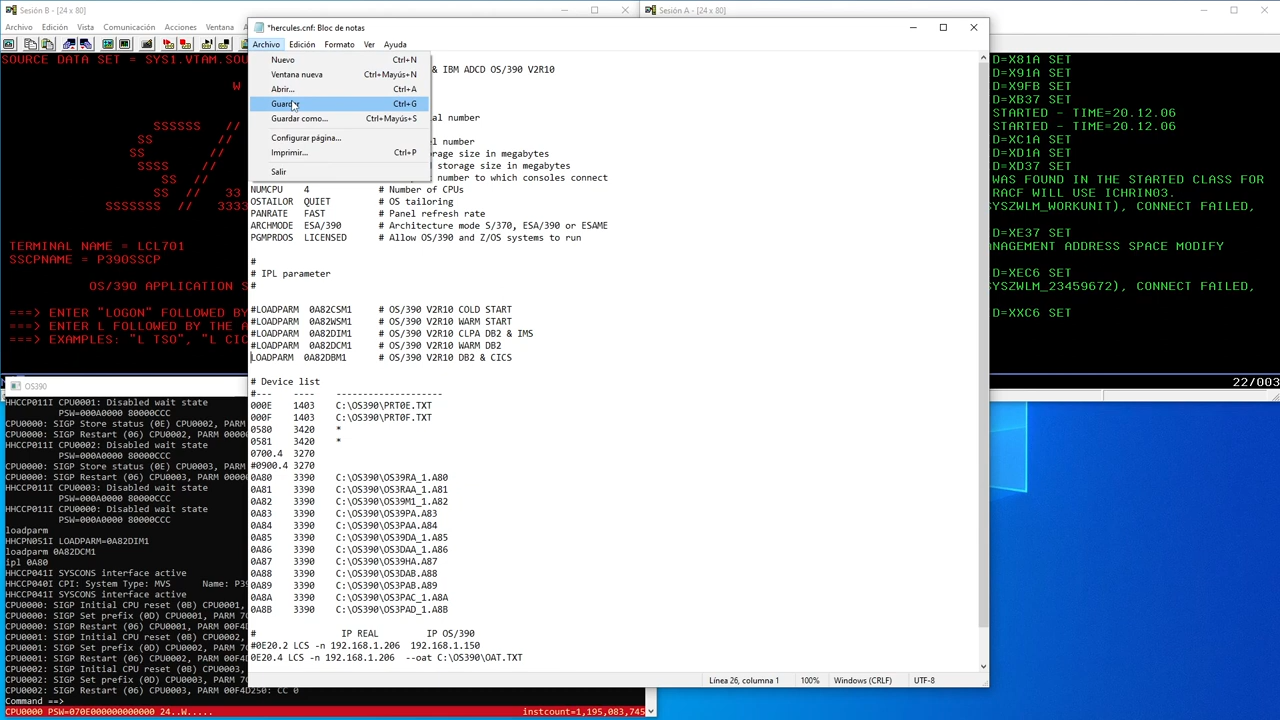 Sesión B - [24 x 80]
Archivo Edición Vista Comunicación Acciones Ventana
SOURCE DATA SET = SYS1.VTAM.SOU
W
SSSSSS //
SS //
SS //
SSSS //
SS //
SS // 33
SSSSSSS // 3333
TERMINAL NAME = LCL701
SSCPNAME = P390SSCP
OS/390 APPLICATION S
===> ENTER "LOGON" FOLLOWED BY
===> ENTER L FOLLOWED BY THE A
===> EXAMPLES: "L TSO", "L CIC
*hercules.cnf: Bloc de notas
Archivo Edición Formato Ver Ayuda
Nuevo Ctrl+N
Ventana nueva Ctrl+Mayús+N
Abrir... Ctrl+A
Guardar Ctrl+G
Guardar como... Ctrl+Mayús+S
Configurar página...
Imprimir... Ctrl+P
Salir
& IBM ADCD OS/390 V2R10
al number
el number
torage size in megabytes
d storage size in megabytes
number to which consoles connect
NUMCPU 4 # Number of CPUs
OSTAILOR QUIET # OS tailoring
PANRATE FAST # Panel refresh rate
ARCHMODE ESA/390 # Architecture mode S/370, ESA/390 or ESAME
PGMPRDOS LICENSED # Allow OS/390 and Z/OS systems to run
#
# IPL parameter
#
#LOADPARM 0A82CSM1 # OS/390 V2R10 COLD START
#LOADPARM 0A82WSM1 # OS/390 V2R10 WARM START
#LOADPARM 0A82DIM1 # OS/390 V2R10 CLPA DB2 & IMS
#LOADPARM 0A82DCM1 # OS/390 V2R10 WARM DB2
LOADPARM 0A82DBM1 # OS/390 V2R10 DB2 & CICS
# Device list
#--- ---- --------------------
000E 1403 C:\OS390\PRT0E.TXT
000F 1403 C:\OS390\PRT0F.TXT
0580 3420 *
0581 3420 *
0700.4 3270
#0900.4 3270
0A80 3390 C:\OS390\OS39RA_1.A80
0A81 3390 C:\OS390\OS3RAA_1.A81
0A82 3390 C:\OS390\OS39M1_1.A82
0A83 3390 C:\OS390\OS39PA.A83
0A84 3390 C:\OS390\OS3PAA.A84
0A85 3390 C:\OS390\OS39DA_1.A85
0A86 3390 C:\OS390\OS3DAA_1.A86
0A87 3390 C:\OS390\OS39HA.A87
0A88 3390 C:\OS390\OS3DAB.A88
0A89 3390 C:\OS390\OS3PAB.A89
0A8A 3390 C:\OS390\OS3PAC_1.A8A
0A8B 3390 C:\OS390\OS3PAD_1.A8B
# IP REAL IP OS/390
#0E20.2 LCS -n 192.168.1.206 192.168.1.150
0E20.4 LCS -n 192.168.1.206 --oat C:\OS390\OAT.TXT
Línea 26, columna 1 100% Windows (CRLF) UTF-8
Sesión A - [24 x 80]
D=X81A SET
D=X91A SET
D=X9FB SET
D=XB37 SET
STARTED - TIME=20.12.06
STARTED - TIME=20.12.06
D=XC1A SET
D=XD1A SET
D=XD37 SET
WAS FOUND IN THE STARTED CLASS FOR
RACF WILL USE ICHRIN03.
SYSZWLM_WORKUNIT), CONNECT FAILED,
D=XE37 SET
NAGEMENT ADDRESS SPACE MODIFY
D=XEC6 SET
SYSZWLM_23459672), CONNECT FAILED,
D=XXC6 SET
22/003
OS390
HHCCP011I CPU0001: Disabled wait state
PSW=000A0000 80000CCC
CPU0000: SIGP Store status (0E) CPU0002, PARM
CPU0000: SIGP Restart (06) CPU0002, PARM 0000
HHCCP011I CPU0002: Disabled wait state
PSW=000A0000 80000CCC
CPU0000: SIGP Store status (0E) CPU0003, PARM
CPU0000: SIGP Restart (06) CPU0003, PARM 0000
HHCCP011I CPU0003: Disabled wait state
PSW=000A0000 80000CCC
HHCCP011I CPU0000: Disabled wait state
PSW=000A0000 80000CCC
loadparm
HHCPN051I LOADPARM=0A82DIM1
loadparm 0A82DCM1
ipl 0A80
HHCCP041I SYSCONS interface active
HHCCP040I CPI: System Type: MVS Name: P3
HHCCP041I SYSCONS interface active
CPU0000: SIGP Initial CPU reset (0B) CPU0001,
CPU0000: SIGP Set prefix (0D) CPU0001, PARM 7
CPU0000: SIGP Restart (06) CPU0001, PARM 00F4
CPU0001: SIGP Initial CPU reset (0B) CPU0002,
CPU0001: SIGP Set prefix (0D) CPU0002, PARM 7
CPU0001: SIGP Restart (06) CPU0002, PARM 00F4
CPU0002: SIGP Initial CPU reset (0B) CPU0003,
CPU0002: SIGP Set prefix (0D) CPU0003, PARM 7
CPU0002: SIGP Restart (06) CPU0003, PARM 00F4D250: CC 0
Command ==>
CPU0000 PSW=070E000000000000 24..W..... instcount=1,195,083,745